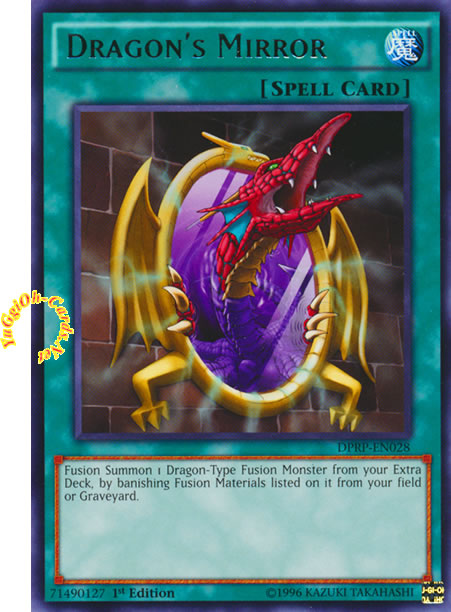 Dragon's Mirror
魔
[Spell Card]
YuGgiOh-Cards.Net
DPRP-EN028
Fusion Summon 1 Dragon-Type Fusion Monster from your Extra
Deck, by banishing Fusion Materials listed on it from your field
or Graveyard.
71490127 1st Edition ©1996 KAZUKI TAKAHASHI